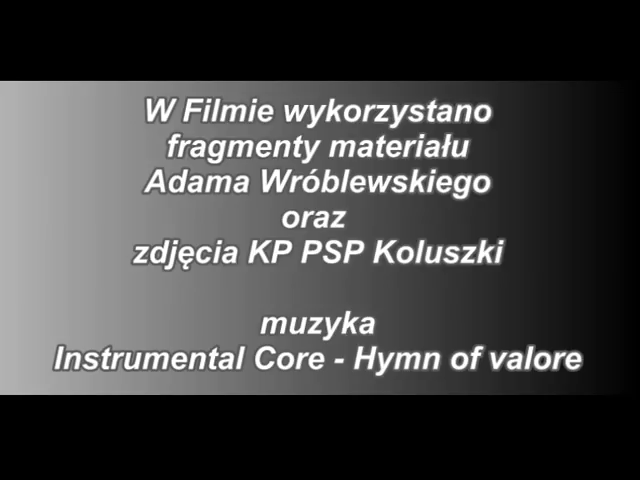 W Filmie wykorzystano
fragmenty materiału
Adama Wróblewskiego
oraz
zdjęcia KP PSP Koluszki
muzyka
Instrumental Core - Hymn of valore